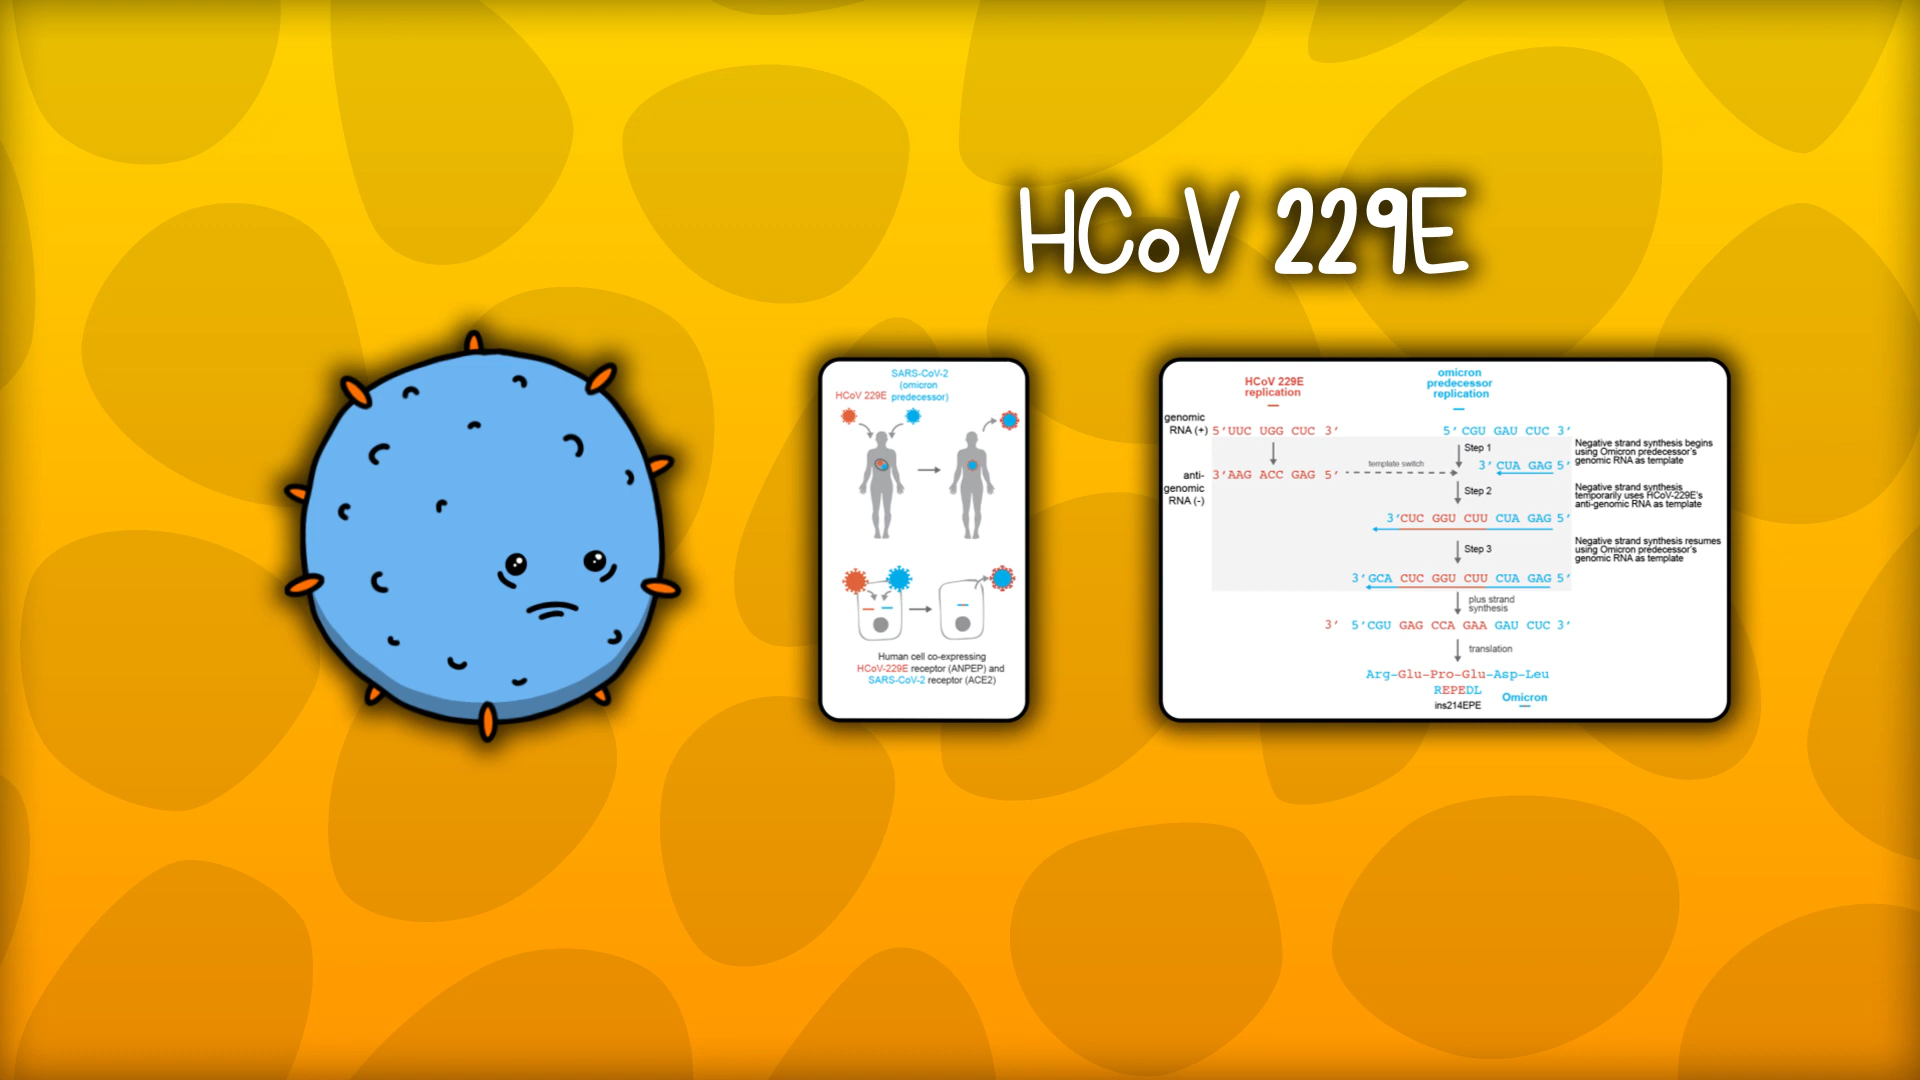 HCoV 229E
SARS-CoV-2
(omicron
HCoV 229E predecessor)
Human cell co-expressing
HCoV-229E receptor (ANPEP) and
SARS-CoV-2 receptor (ACE2)
HCoV 229E
replication
omicron
predecessor
replication
genomic
RNA (+)
5'UUC UGG CUC 3'
5' CGU GAU CUC 3'
Step 1
Negative strand synthesis begins
using Omicron predecessor's
genomic RNA as template
3' CUA GAG 5'
anti-
genomic
RNA (-)
3'AAG ACC GAG 5'
template switch
Step 2
Negative strand synthesis
temporarily uses HCoV-229E's
anti-genomic RNA as template
3'CUC GGU CUU CUA GAG 5'
Step 3
Negative strand synthesis resumes
using Omicron predecessor's
genomic RNA as template
3'GCA CUC GGU CUU CUA GAG 5'
plus strand
synthesis
3' 5'CGU GAG CCA GAA GAU CUC 3'
translation
Arg-Glu-Pro-Glu-Asp-Leu
REPEDL
ins214EPE
Omicron